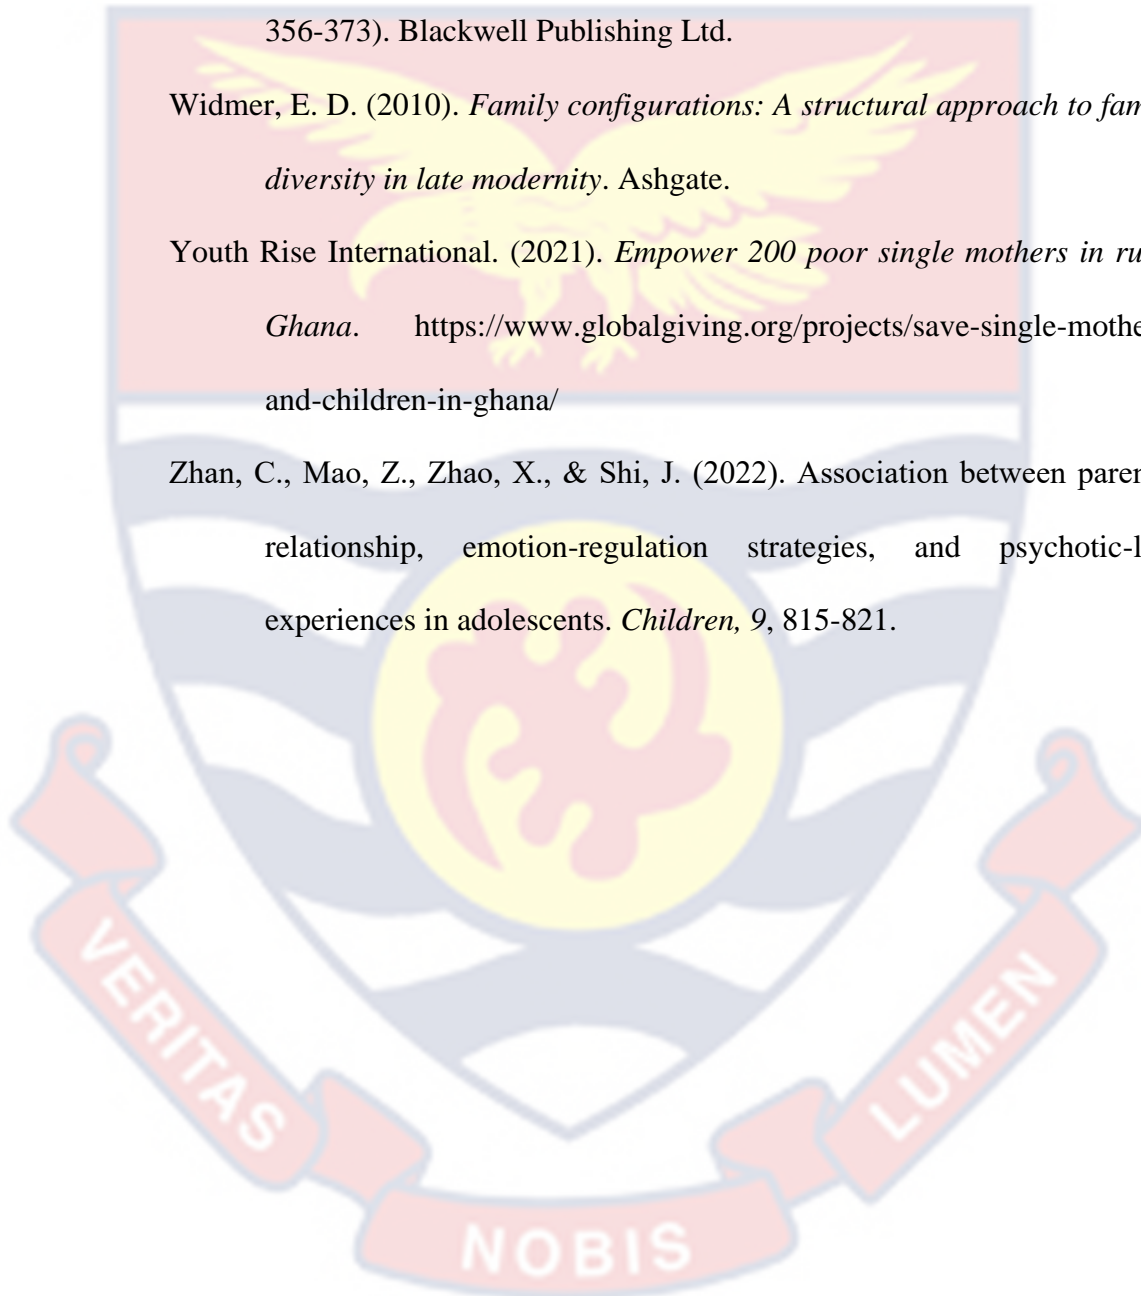 356-373). Blackwell Publishing Ltd.
Widmer, E. D. (2010). Family configurations: A structural approach to fam
diversity in late modernity. Ashgate.
Youth Rise International. (2021). Empower 200 poor single mothers in ru
Ghana. https://www.globalgiving.org/projects/save-single-mothe
and-children-in-ghana/
Zhan, C., Mao, Z., Zhao, X., & Shi, J. (2022). Association between paren
relationship, emotion-regulation strategies, and psychotic-l
experiences in adolescents. Children, 9, 815-821.
VERITAS
NOBIS
LUMEN